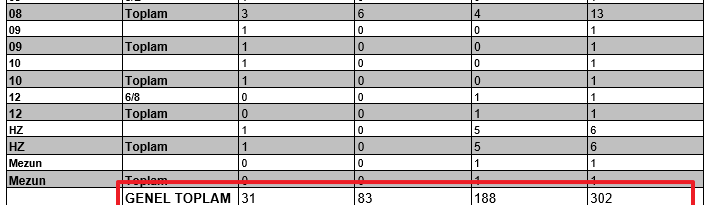 08 Toplam 3 6 4 13
09 1 0 0 1
09 Toplam 1 0 0 1
10 1 0 0 1
10 Toplam 1 0 0 1
12 6/8 0 0 1 1
12 Toplam 0 0 1 1
HZ 1 0 5 6
HZ Toplam 1 0 5 6
Mezun 0 0 1 1
Mezun Toplam 0 0 1 1
GENEL TOPLAM 31 83 188 302